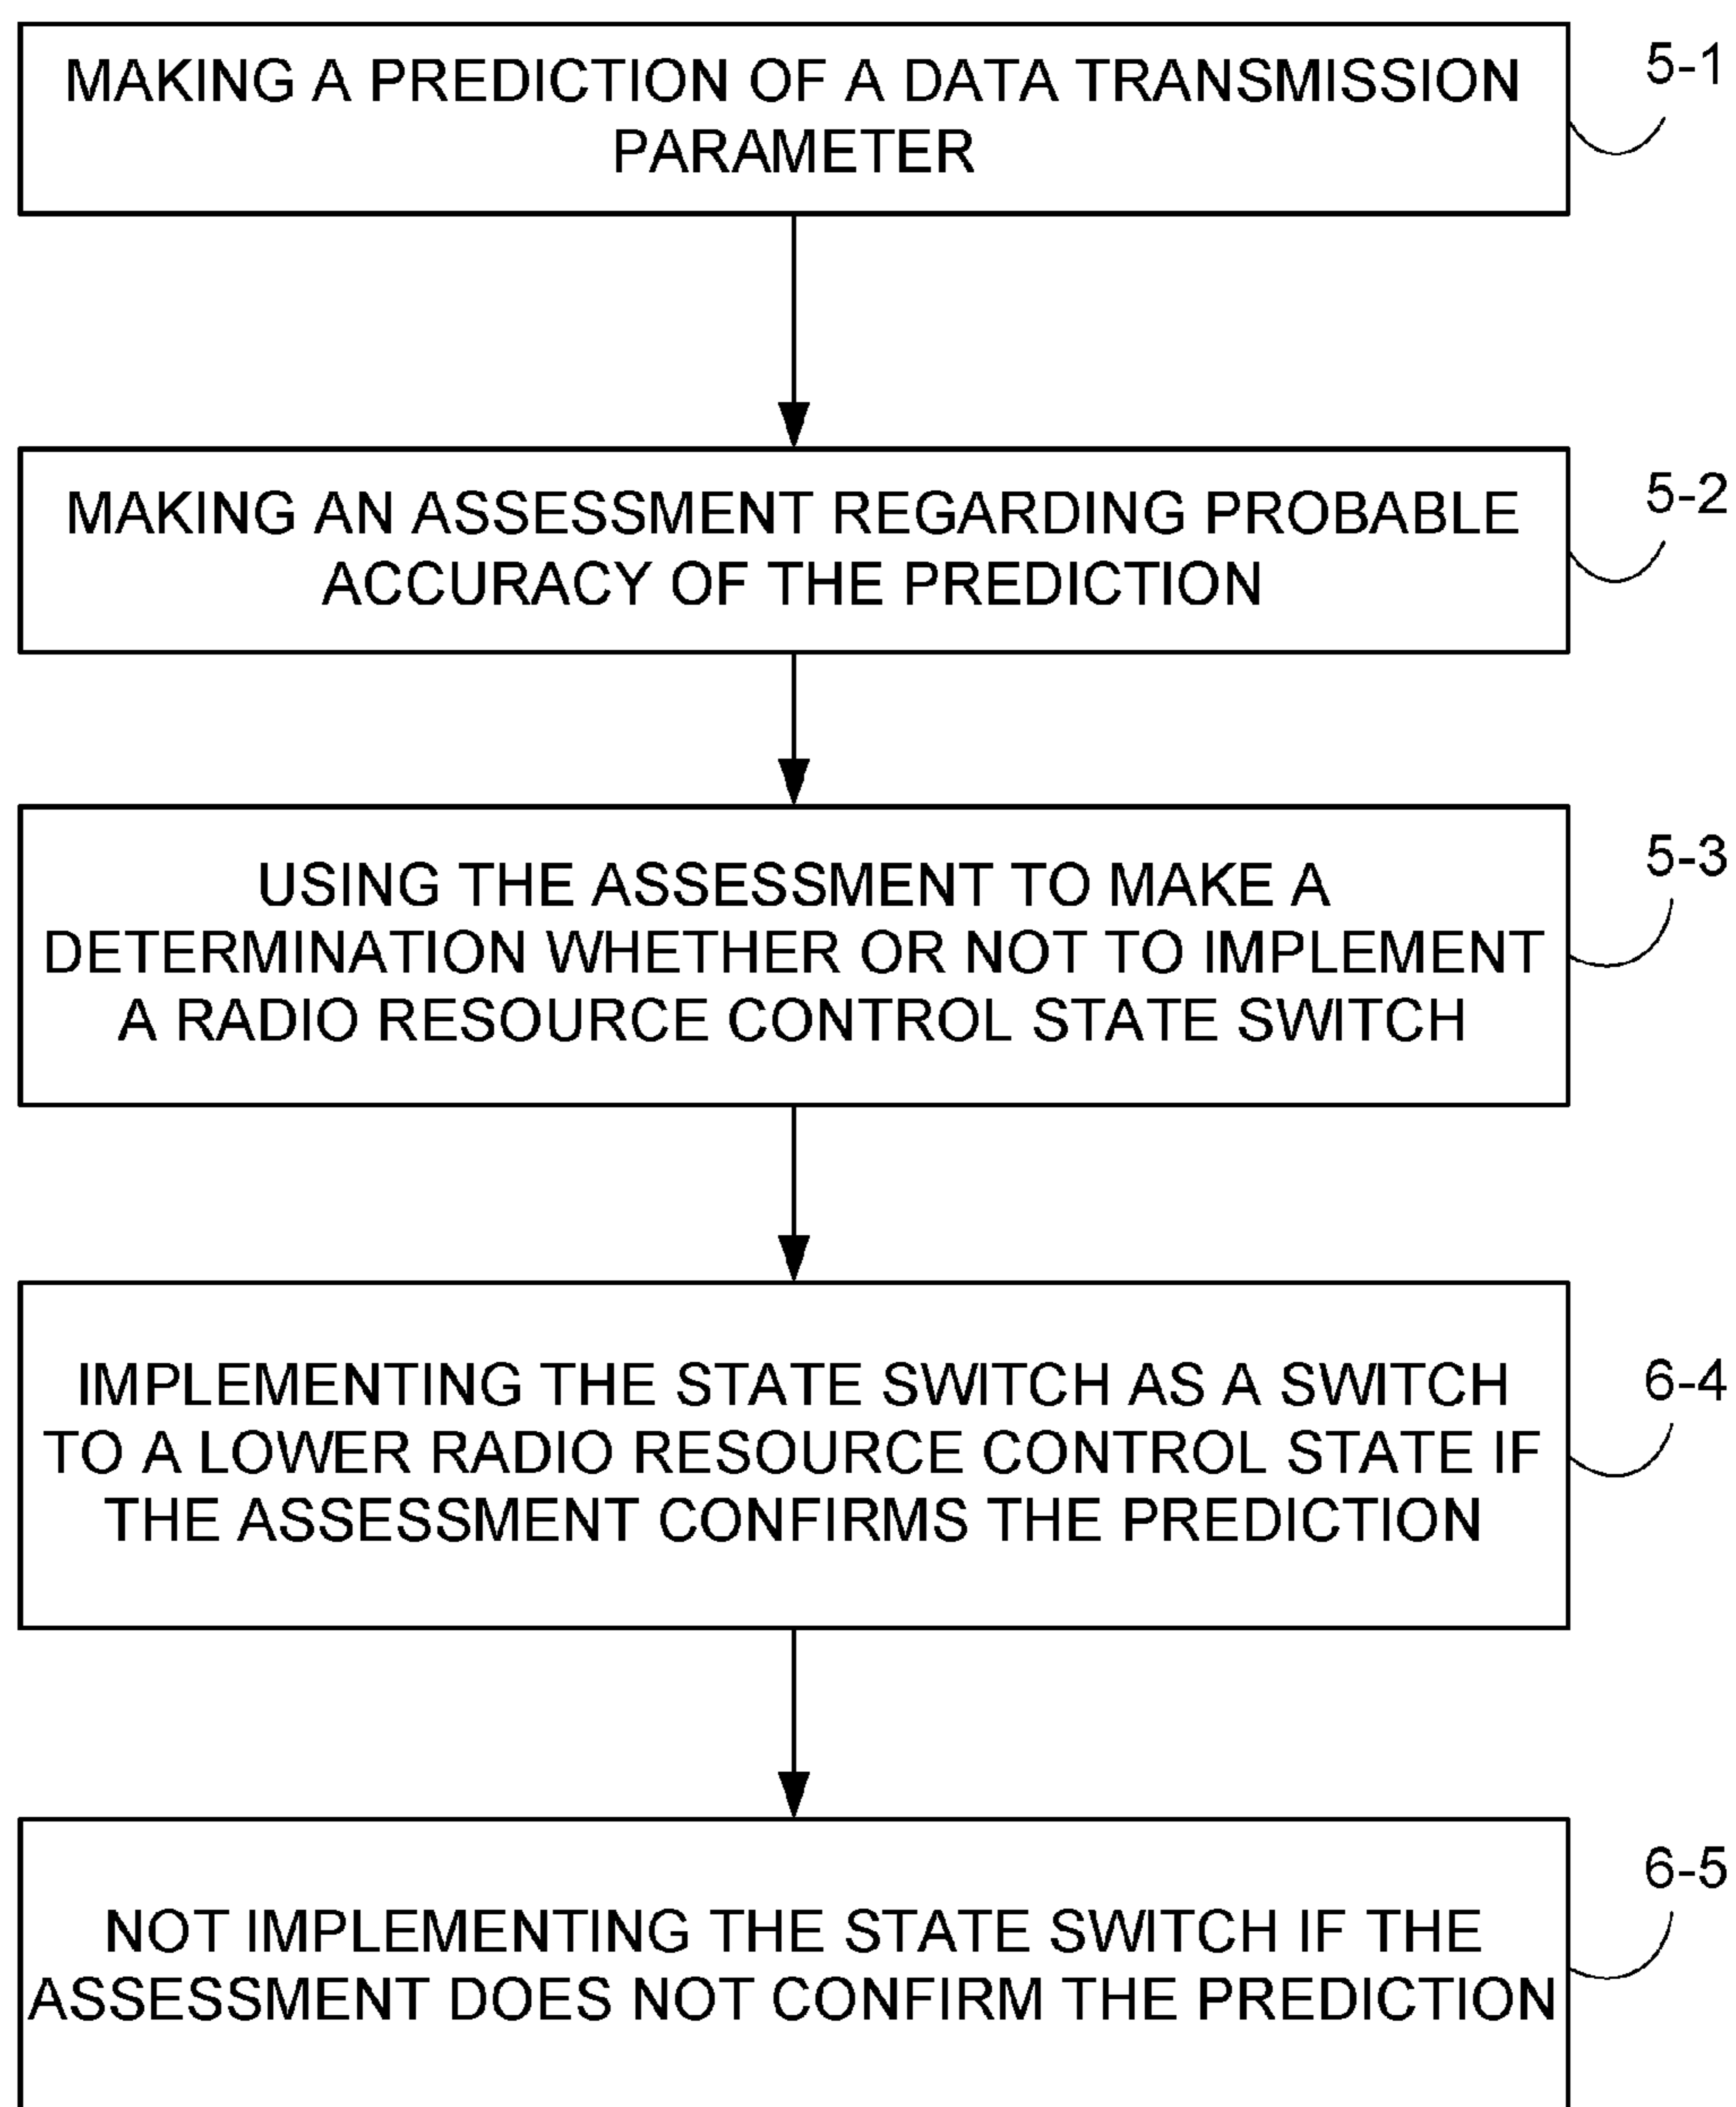 MAKING A PREDICTION OF A DATA TRANSMISSION
PARAMETER
5-1
MAKING AN ASSESSMENT REGARDING PROBABLE
ACCURACY OF THE PREDICTION
5-2
USING THE ASSESSMENT TO MAKE A
DETERMINATION WHETHER OR NOT TO IMPLEMENT
A RADIO RESOURCE CONTROL STATE SWITCH
5-3
IMPLEMENTING THE STATE SWITCH AS A SWITCH
TO A LOWER RADIO RESOURCE CONTROL STATE IF
THE ASSESSMENT CONFIRMS THE PREDICTION
6-4
NOT IMPLEMENTING THE STATE SWITCH IF THE
ASSESSMENT DOES NOT CONFIRM THE PREDICTION
6-5